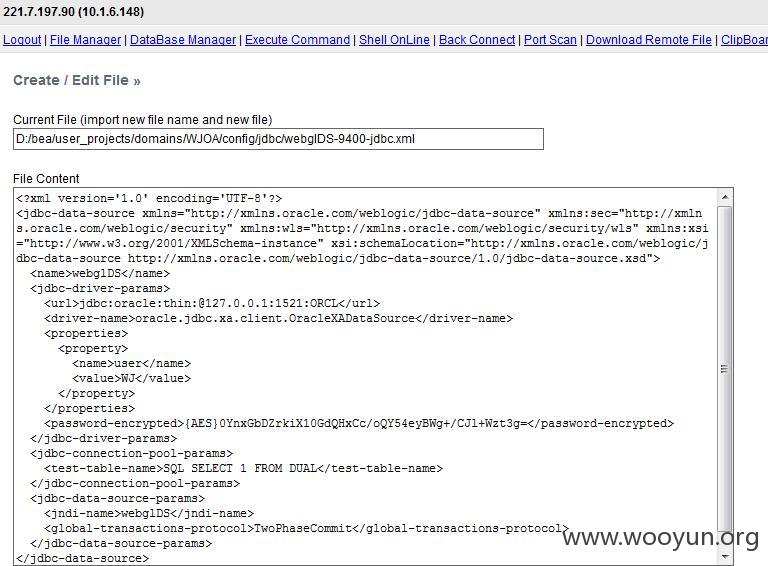 221.7.197.90 (10.1.6.148)
Logout | File Manager | DataBase Manager | Execute Command | Shell OnLine | Back Connect | Port Scan | Download Remote File | ClipBoar
Create / Edit File »
Current File (import new file name and new file)
D:/bea/user_projects/domains/WJOA/config/jdbc/webglDS-9400-jdbc.xml
File Content
<?xml version='1.0' encoding='UTF-8'?>
<jdbc-data-source xmlns="http://xmlns.oracle.com/weblogic/jdbc-data-source" xmlns:sec="http://xmln
s.oracle.com/weblogic/security" xmlns:wls="http://xmlns.oracle.com/weblogic/security/wls" xmlns:xsi
="http://www.w3.org/2001/XMLSchema-instance" xsi:schemaLocation="http://xmlns.oracle.com/weblogic/j
dbc-data-source http://xmlns.oracle.com/weblogic/jdbc-data-source/1.0/jdbc-data-source.xsd">
<name>webglDS</name>
<jdbc-driver-params>
<url>jdbc:oracle:thin:@127.0.0.1:1521:ORCL</url>
<driver-name>oracle.jdbc.xa.client.OracleXADataSource</driver-name>
<properties>
<property>
<name>user</name>
<value>WJ</value>
</property>
</properties>
<password-encrypted>{AES}0YnxGbDZrkiX10GdQHxCc/oQY54eyBWg+/CJl+Wzt3g=</password-encrypted>
</jdbc-driver-params>
<jdbc-connection-pool-params>
<test-table-name>SQL SELECT 1 FROM DUAL</test-table-name>
</jdbc-connection-pool-params>
<jdbc-data-source-params>
<jndi-name>webglDS</jndi-name>
<global-transactions-protocol>TwoPhaseCommit</global-transactions-protocol>
</jdbc-data-source-params>
</jdbc-data-source>
www.wooyun.org